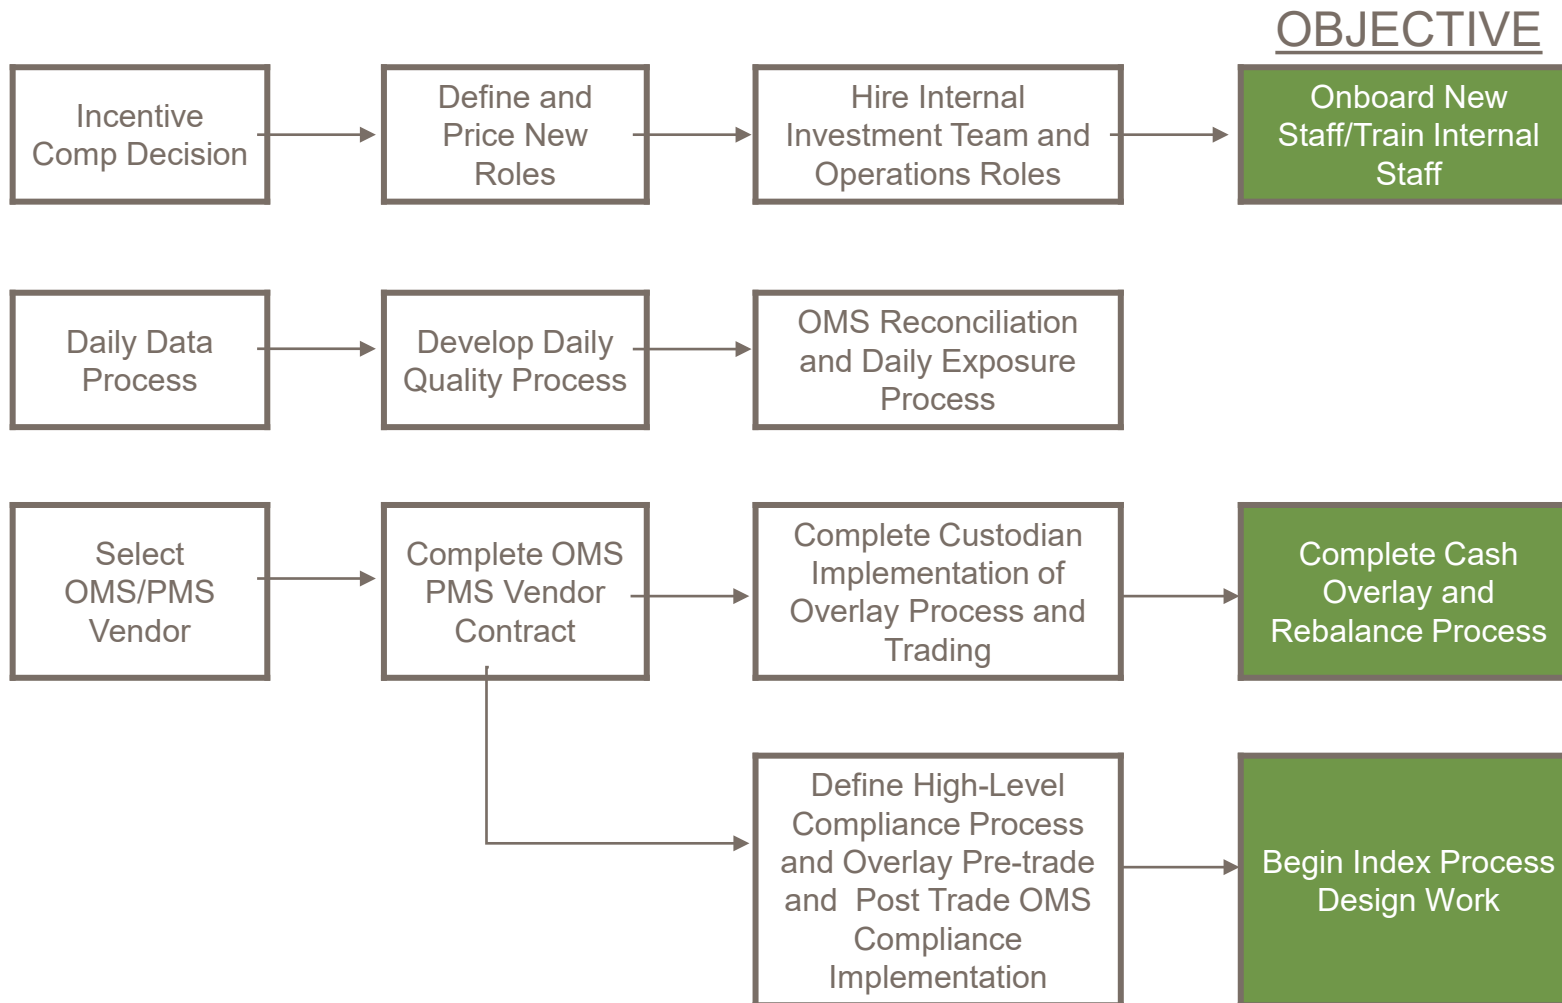 OBJECTIVE
Incentive
Comp Decision
Define and
Price New
Roles
Hire Internal
Investment Team and
Operations Roles
Onboard New
Staff/Train Internal
Staff
Daily Data
Process
Develop Daily
Quality Process
OMS Reconciliation
and Daily Exposure
Process
Select
OMS/PMS
Vendor
Complete OMS
PMS Vendor
Contract
Complete Custodian
Implementation of
Overlay Process and
Trading
Complete Cash
Overlay and
Rebalance Process
Define High-Level
Compliance Process
and Overlay Pre-trade
and  Post Trade OMS
Compliance
Implementation
Begin Index Process
Design Work